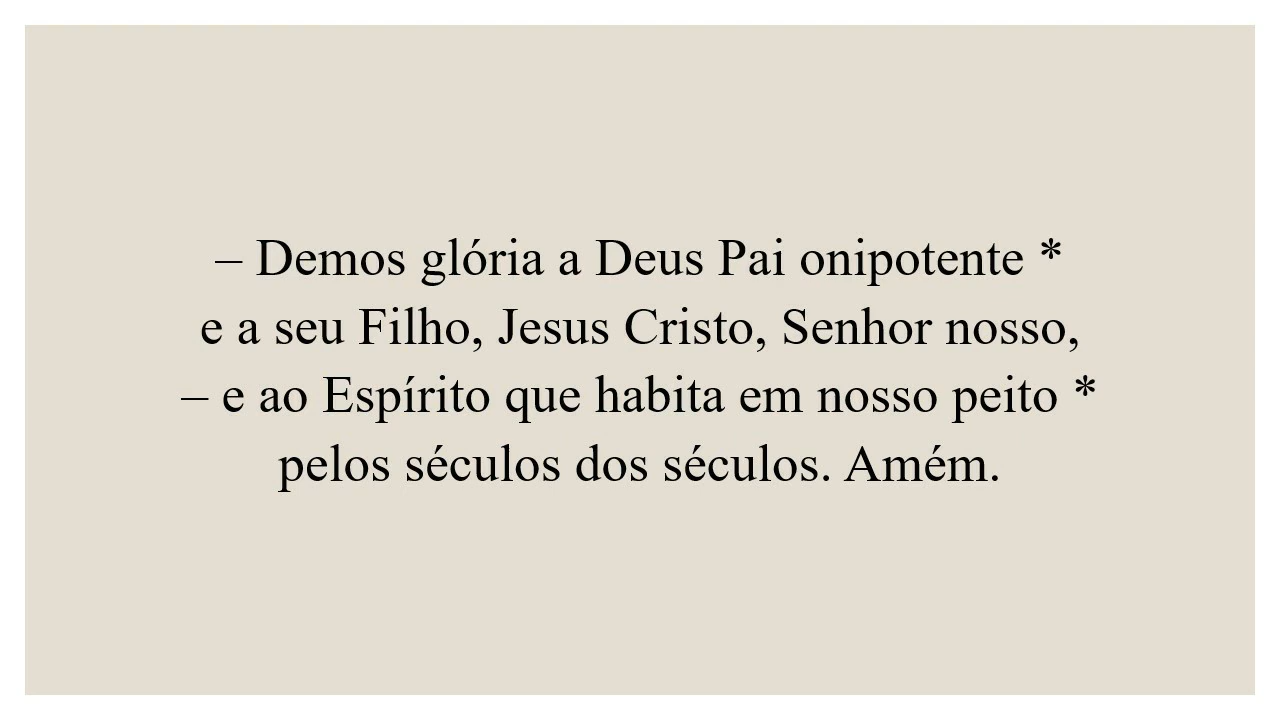 – Demos glória a Deus Pai onipotente *
e a seu Filho, Jesus Cristo, Senhor nosso,
– e ao Espírito que habita em nosso peito *
pelos séculos dos séculos. Amém.